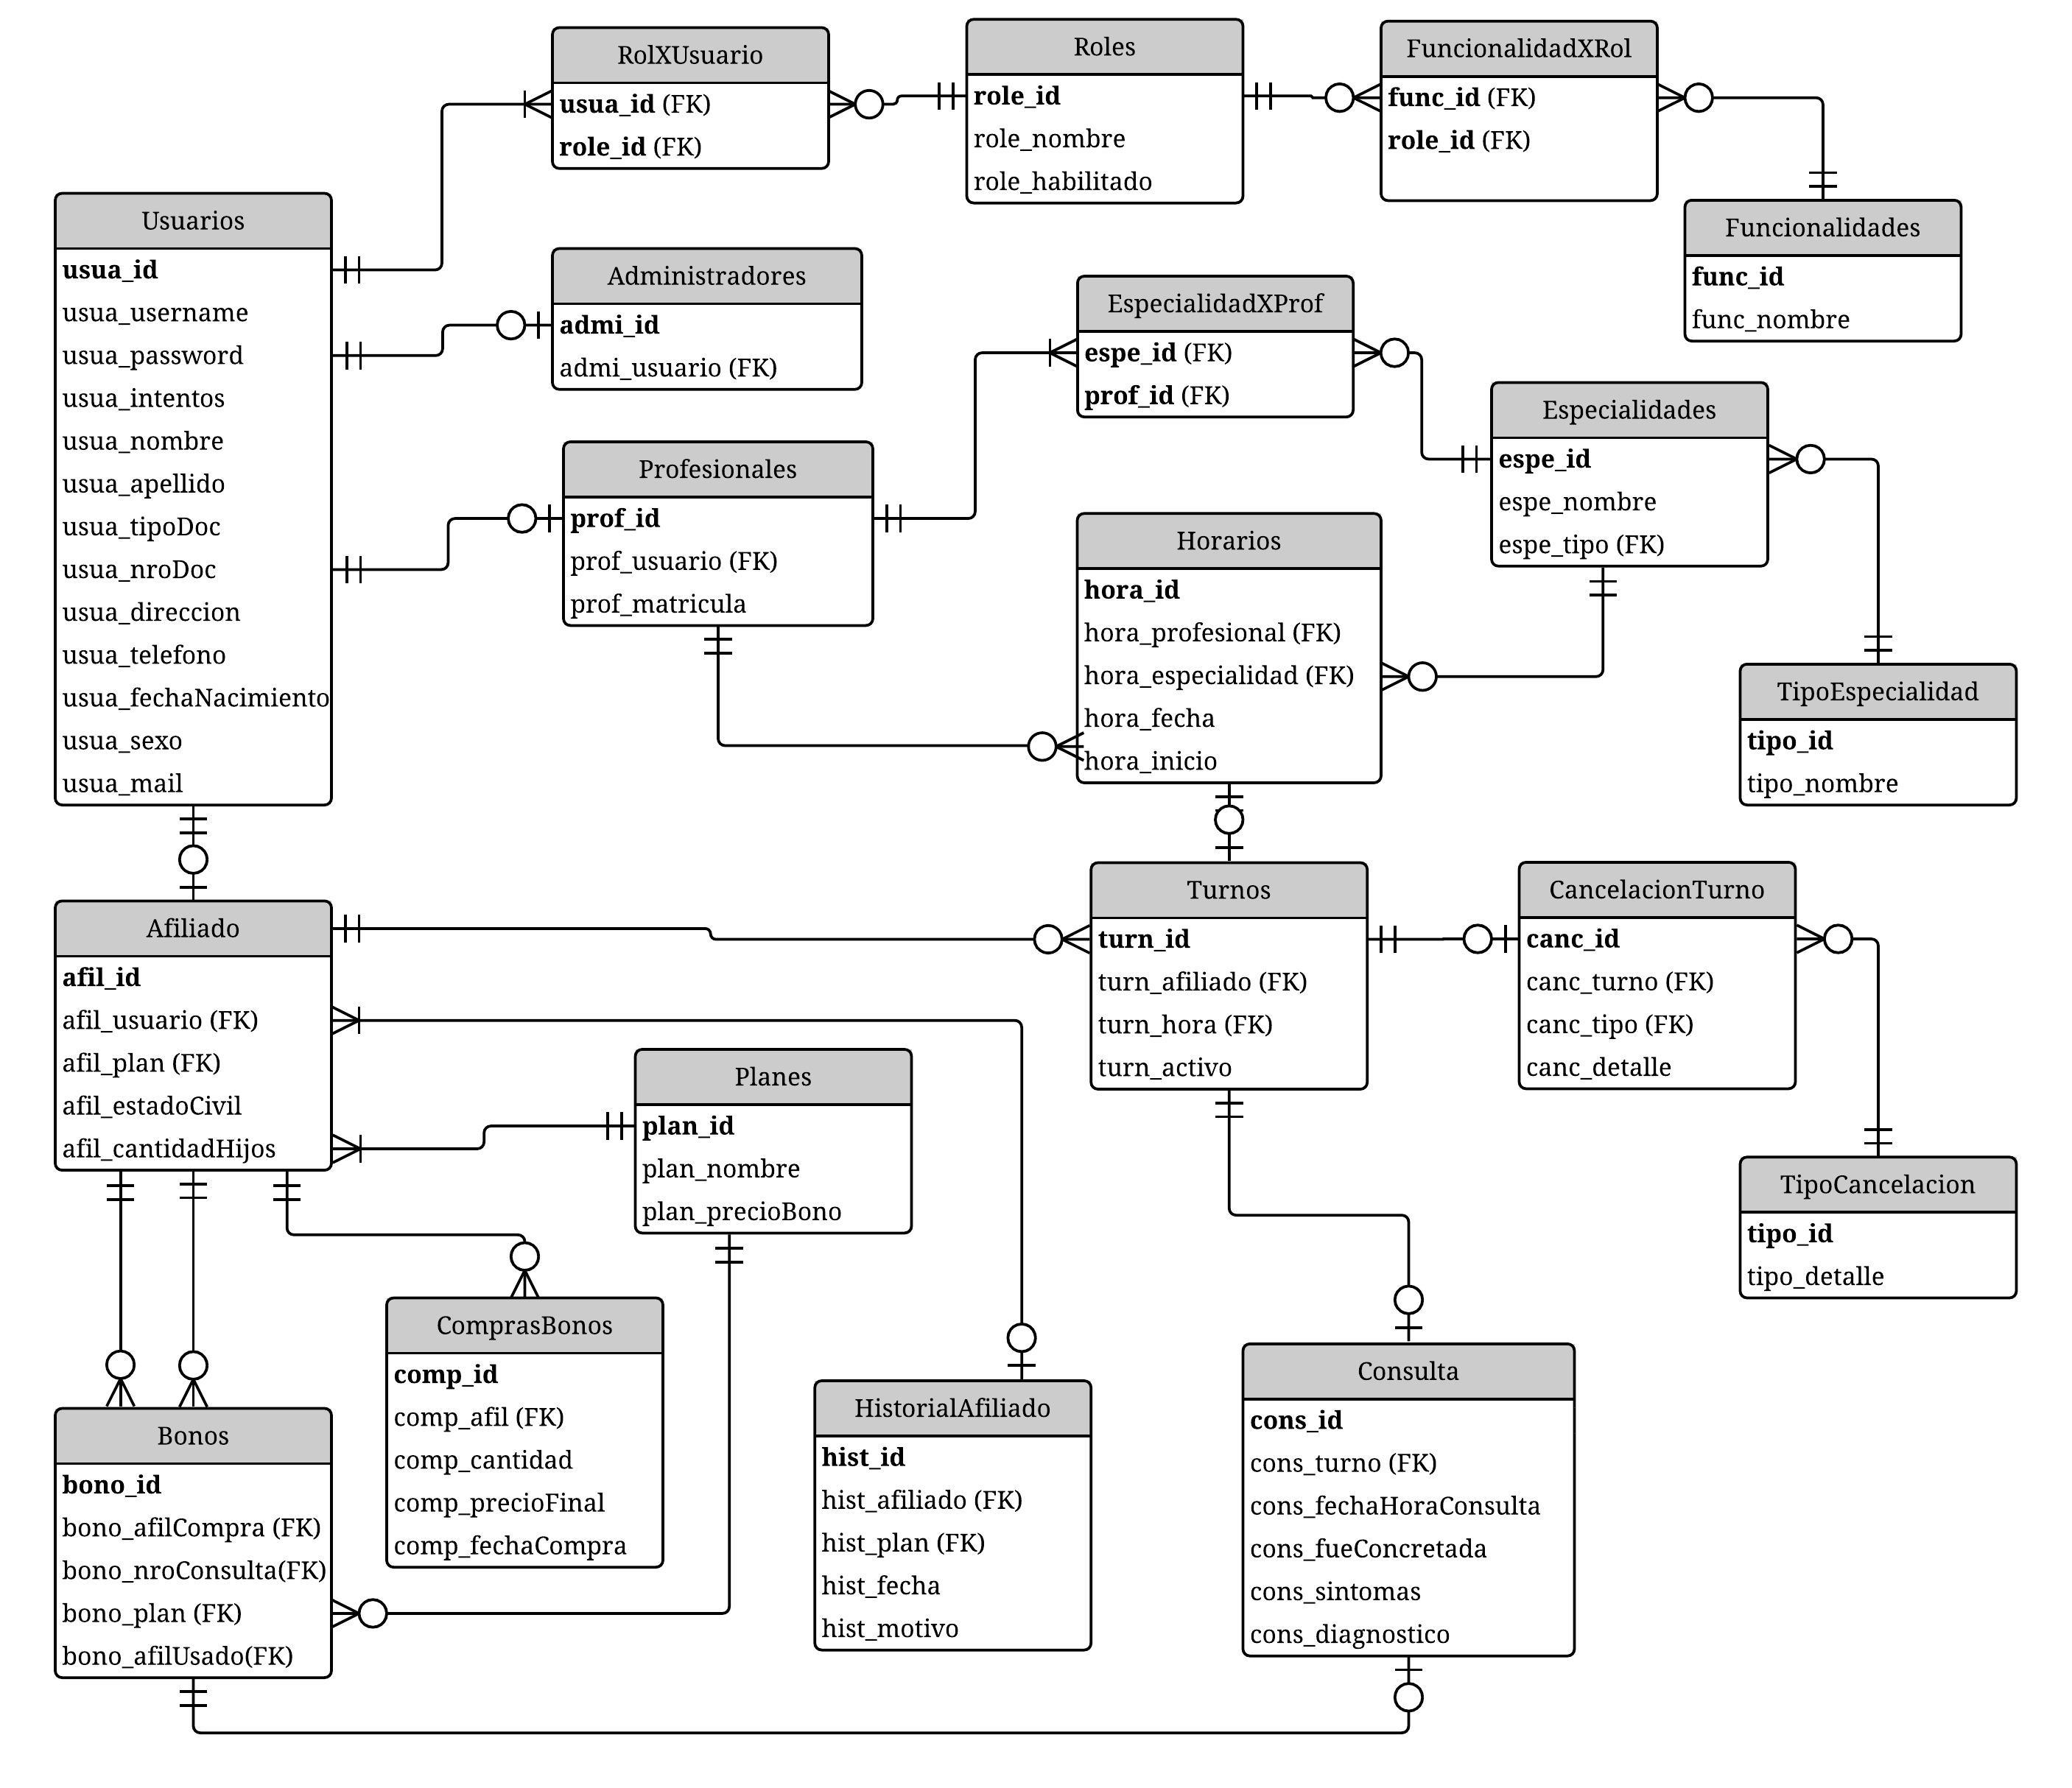 RolXUsuario
usua_id (FK)
role_id (FK)
Roles
role_id
role_nombre
role_habilitado
FuncionalidadXRol
func_id (FK)
role_id (FK)
Funcionalidades
func_id
func_nombre
Usuarios
usua_id
usua_username
usua_password
usua_intentos
usua_nombre
usua_apellido
usua_tipoDoc
usua_nroDoc
usua_direccion
usua_telefono
usua_fechaNacimiento
usua_sexo
usua_mail
Administradores
admi_id
admi_usuario (FK)
EspecialidadXProf
espe_id (FK)
prof_id (FK)
Especialidades
espe_id
espe_nombre
espe_tipo (FK)
Profesionales
prof_id
prof_usuario (FK)
prof_matricula
Horarios
hora_id
hora_profesional (FK)
hora_especialidad (FK)
hora_fecha
hora_inicio
TipoEspecialidad
tipo_id
tipo_nombre
Afiliado
afil_id
afil_usuario (FK)
afil_plan (FK)
afil_estadoCivil
afil_cantidadHijos
Turnos
turn_id
turn_afiliado (FK)
turn_hora (FK)
turn_activo
CancelacionTurno
canc_id
canc_turno (FK)
canc_tipo (FK)
canc_detalle
Planes
plan_id
plan_nombre
plan_precioBono
TipoCancelacion
tipo_id
tipo_detalle
ComprasBonos
comp_id
comp_afil (FK)
comp_cantidad
comp_precioFinal
comp_fechaCompra
HistorialAfiliado
hist_id
hist_afiliado (FK)
hist_plan (FK)
hist_fecha
hist_motivo
Consulta
cons_id
cons_turno (FK)
cons_fechaHoraConsulta
cons_fueConcretada
cons_sintomas
cons_diagnostico
Bonos
bono_id
bono_afilCompra (FK)
bono_nroConsulta(FK)
bono_plan (FK)
bono_afilUsado(FK)